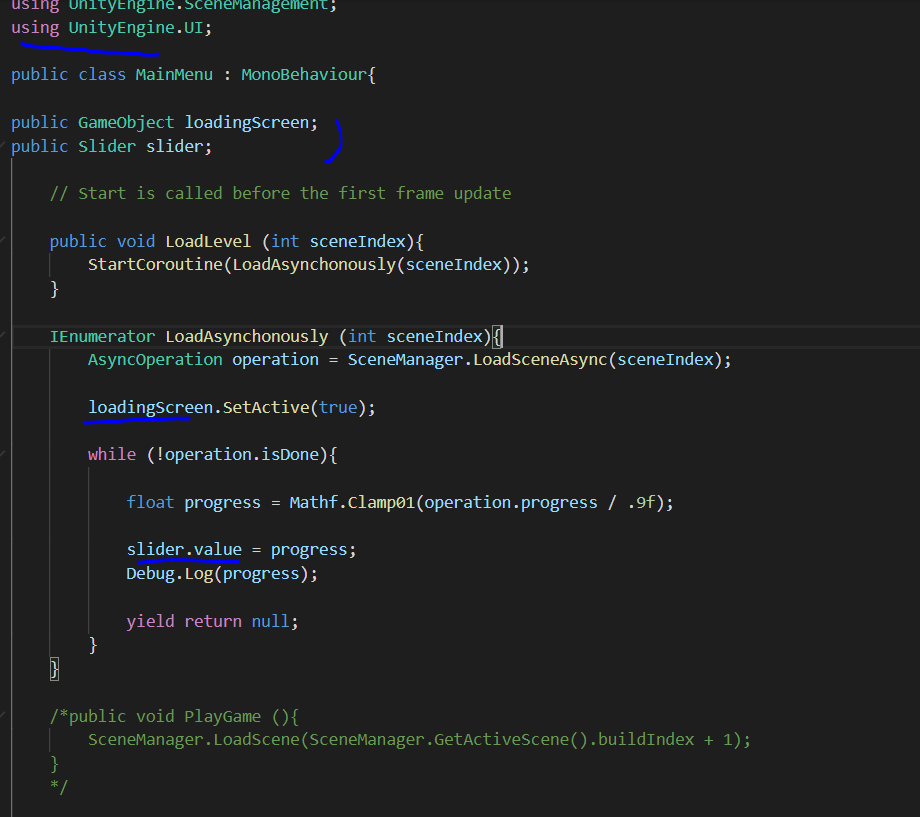 using UnityEngine.SceneManagement;
using UnityEngine.UI;
public class MainMenu : MonoBehaviour{
public GameObject loadingScreen;
public Slider slider;
// Start is called before the first frame update
public void LoadLevel (int sceneIndex){
StartCoroutine(LoadAsynchonously(sceneIndex));
}
IEnumerator LoadAsynchonously (int sceneIndex){
AsyncOperation operation = SceneManager.LoadSceneAsync(sceneIndex);
loadingScreen.SetActive(true);
while (!operation.isDone){
float progress = Mathf.Clamp01(operation.progress / .9f);
slider.value = progress;
Debug.Log(progress);
yield return null;
}
}
/*public void PlayGame (){
SceneManager.LoadScene(SceneManager.GetActiveScene().buildIndex + 1);
}
*/